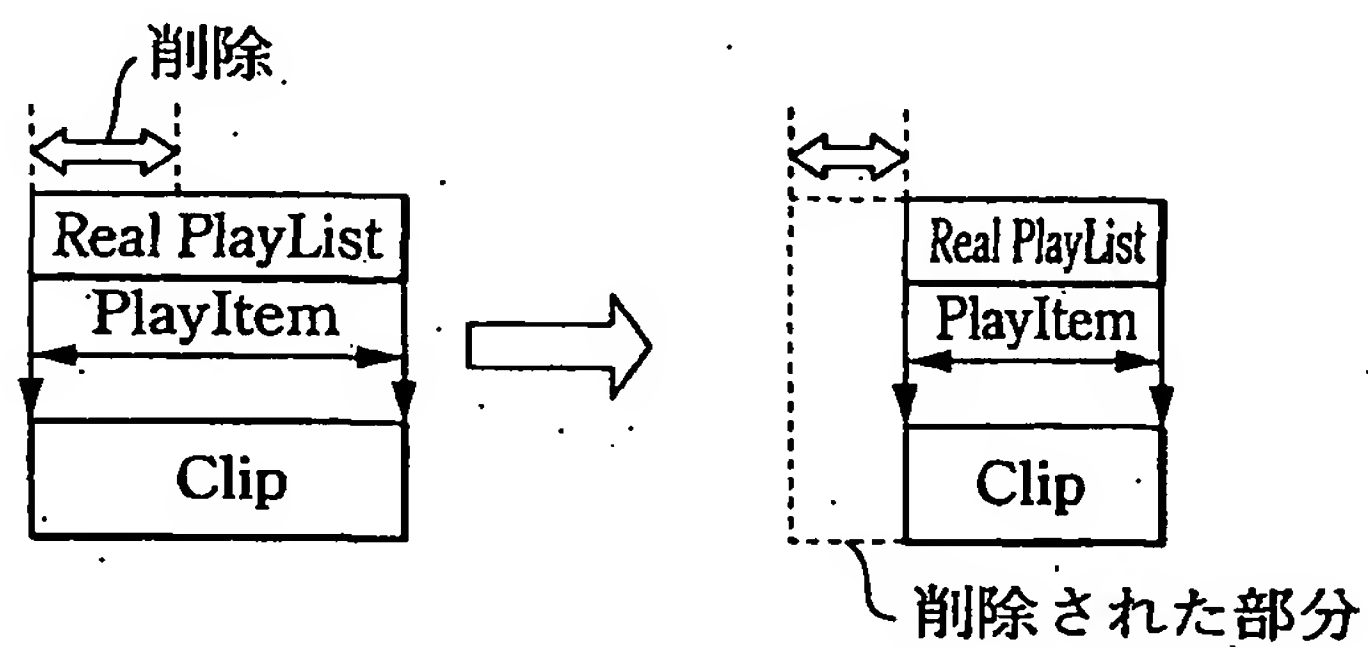 削除
Real PlayList
PlayItem
Clip
Real PlayList
PlayItem
Clip
削除された部分